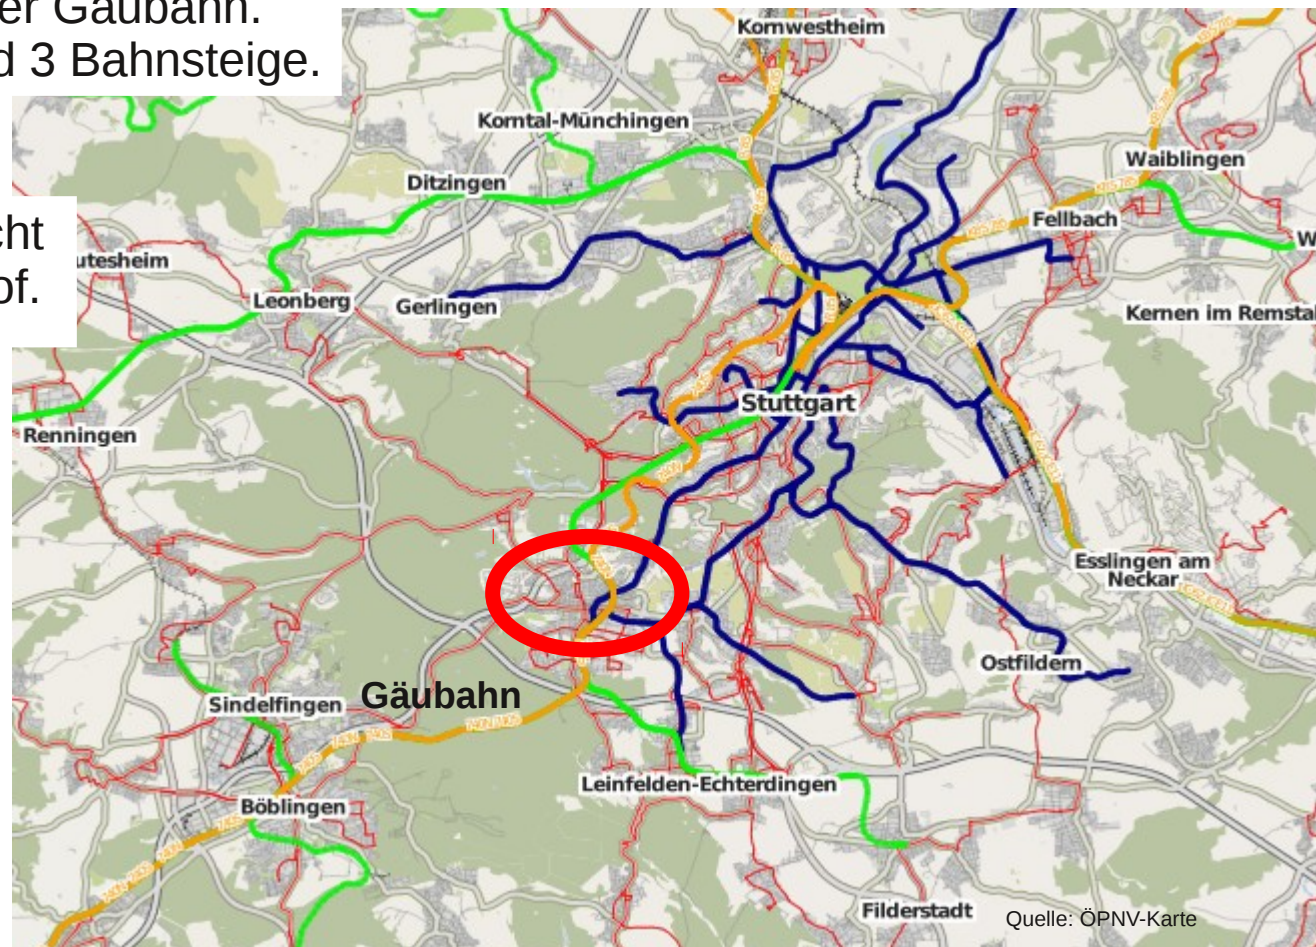 er Gäubahn.
d 3 Bahnsteige.
Kornwestheim
Korntal-Münchingen
Waiblingen
Ditzingen
Fellbach
cht
of.
utesheim
W
Leonberg
Gerlingen
Kernen im Remstal
Stuttgart
Renningen
Esslingen am
Neckar
Ostfildern
Gäubahn
Sindelfingen
Leinfelden-Echterdingen
Böblingen
Filderstadt
Quelle: ÖPNV-Karte